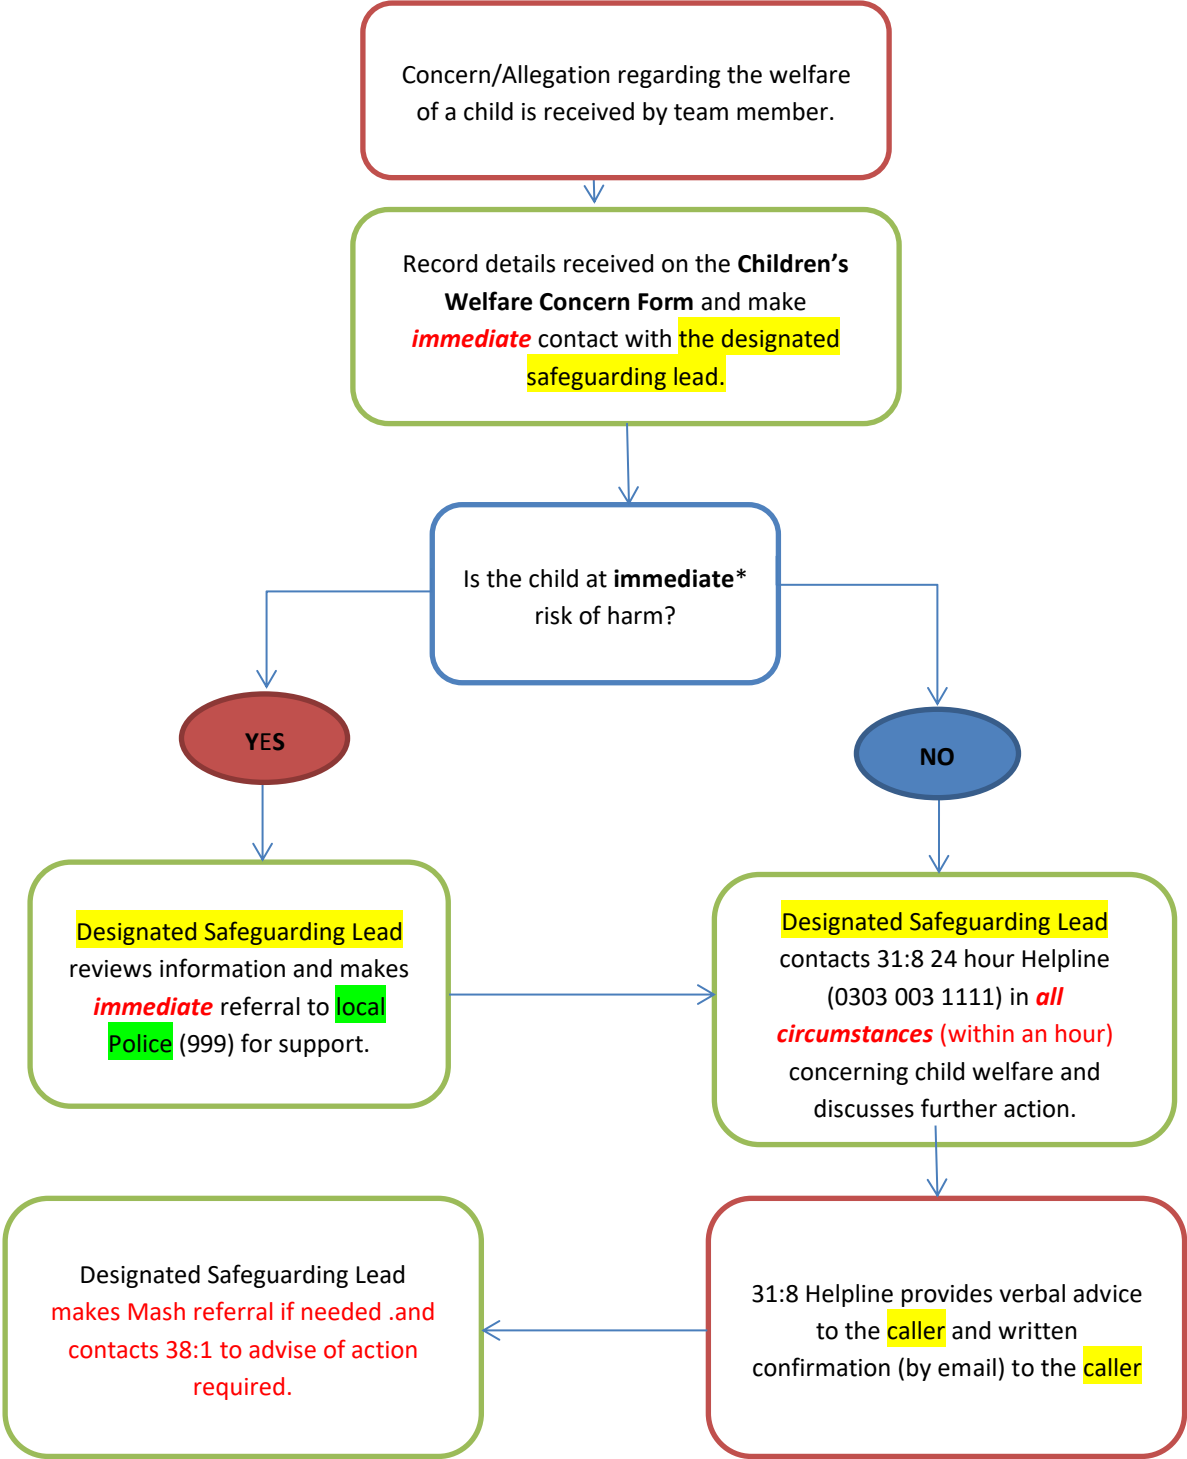 Concern/Allegation regarding the welfare
of a child is received by team member.
Record details received on the Children’s
Welfare Concern Form and make
immediate contact with the designated
safeguarding lead.
Is the child at immediate*
risk of harm?
YES
NO
Designated Safeguarding Lead
reviews information and makes
immediate referral to local
Police (999) for support.
Designated Safeguarding Lead
contacts 31:8 24 hour Helpline
(0303 003 1111) in all
circumstances (within an hour)
concerning child welfare and
discusses further action.
31:8 Helpline provides verbal advice
to the caller and written
confirmation (by email) to the caller
Designated Safeguarding Lead
makes Mash referral if needed .and
contacts 38:1 to advise of action
required.